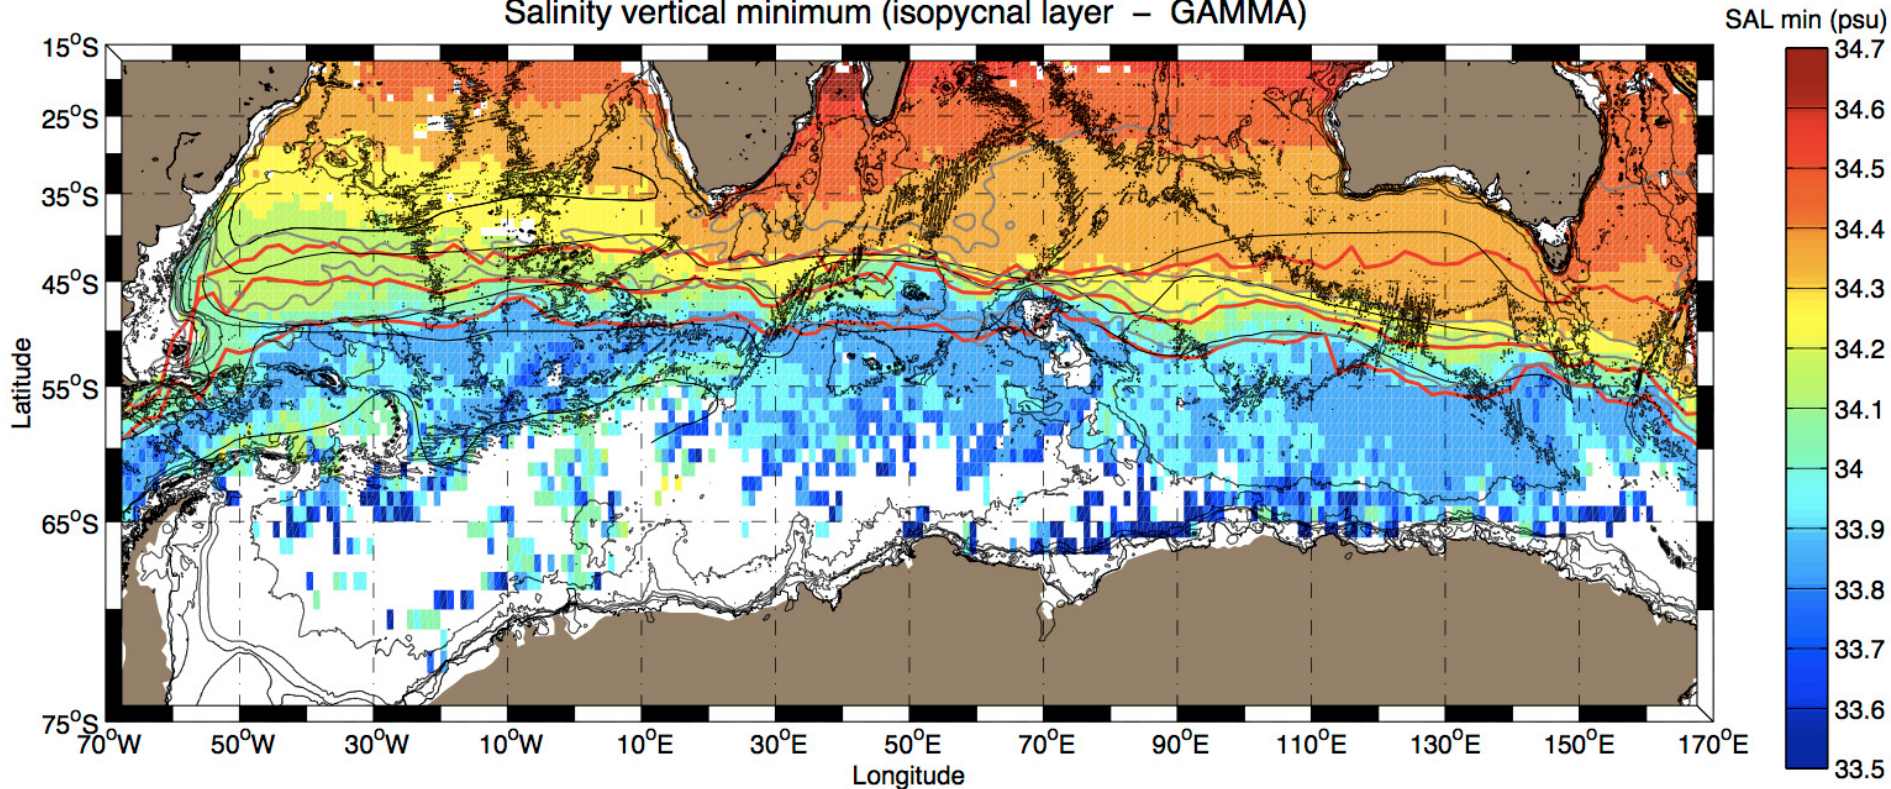 Salinity vertical minimum (isopycnal layer – GAMMA)
SAL min (psu)
15°S
25°S
35°S
45°S
55°S
65°S
75°S
Latitude
70°W 50°W 30°W 10°W 10°E 30°E 50°E 70°E 90°E 110°E 130°E 150°E 170°E
Longitude
34.7
34.6
34.5
34.4
34.3
34.2
34.1
34
33.9
33.8
33.7
33.6
33.5